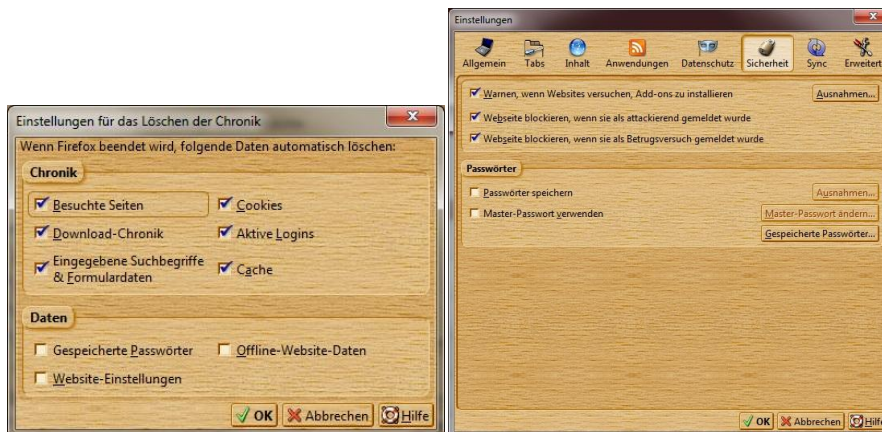 Einstellungen für das Löschen der Chronik
Wenn Firefox beendet wird, folgende Daten automatisch löschen:
Chronik
Besuchte Seiten
Cookies
Download-Chronik
Aktive Logins
Eingegebene Suchbegriffe
& Formulardaten
Cache
Daten
Gespeicherte Passwörter
Offline-Website-Daten
Website-Einstellungen
OK
Abbrechen
Hilfe
Einstellungen
Allgemein
Tabs
Inhalt
Anwendungen
Datenschutz
Sicherheit
Sync
Erweitert
Warnen, wenn Websites versuchen, Add-ons zu installieren
Ausnahmen...
Webseite blockieren, wenn sie als attackierend gemeldet wurde
Webseite blockieren, wenn sie als Betrugsversuch gemeldet wurde
Passwörter
Passwörter speichern
Ausnahmen...
Master-Passwort verwenden
Master-Passwort ändern...
Gespeicherte Passwörter...
OK
Abbrechen
Hilfe